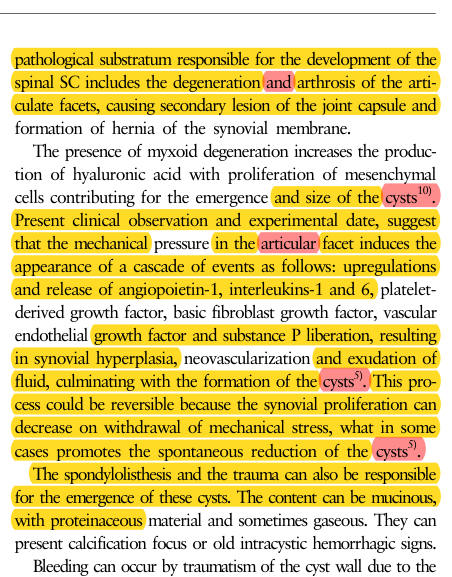 pathological substratum responsible for the development of the
spinal SC includes the degeneration and arthrosis of the arti-
culate facets, causing secondary lesion of the joint capsule and
formation of hernia of the synovial membrane.
The presence of myxoid degeneration increases the produc-
tion of hyaluronic acid with proliferation of mesenchymal
cells contributing for the emergence and size of the cysts10).
Present clinical observation and experimental date, suggest
that the mechanical pressure in the articular facet induces the
appearance of a cascade of events as follows: upregulations
and release of angiopoietin-1, interleukins-1 and 6, platelet-
derived growth factor, basic fibroblast growth factor, vascular
endothelial growth factor and substance P liberation, resulting
in synovial hyperplasia, neovascularization and exudation of
fluid, culminating with the formation of the cysts5). This pro-
cess could be reversible because the synovial proliferation can
decrease on withdrawal of mechanical stress, what in some
cases promotes the spontaneous reduction of the cysts5).
The spondylolisthesis and the trauma can also be responsible
for the emergence of these cysts. The content can be mucinous,
with proteinaceous material and sometimes gaseous. They can
present calcification focus or old intracystic hemorrhagic signs.
Bleeding can occur by traumatism of the cyst wall due to the